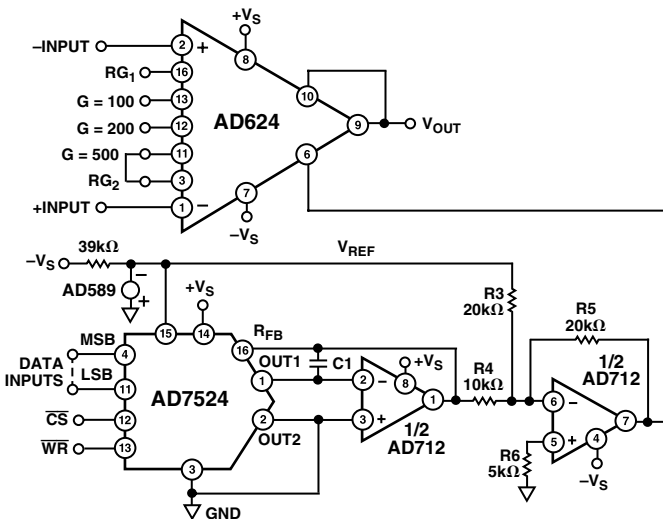 +VS
–INPUT
2
+
8
RG1
16
10
G = 100
13
AD624
G = 200
12
9
VOUT
G = 500
11
6
RG2
3
7
+INPUT
1
–
–VS
39kΩ
–VS
VREF
–
AD589
+
+VS
R3
20kΩ
R5
20kΩ
15
14
RFB
16
MSB
4
OUT1
C1
+VS
R4
10kΩ
1/2
AD712
DATA
INPUTS
LSB
11
1
2
–
8
1
6
–
7
AD7524
CS
12
2
3
+
OUT2
1/2
AD712
5
+
4
WR
13
R6
5kΩ
–VS
3
GND